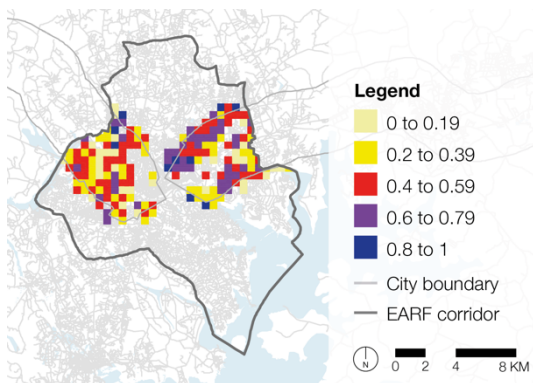 Legend
0 to 0.19
0.2 to 0.39
0.4 to 0.59
0.6 to 0.79
0.8 to 1
City boundary
EARF corridor
N
0 2 4 8 KM